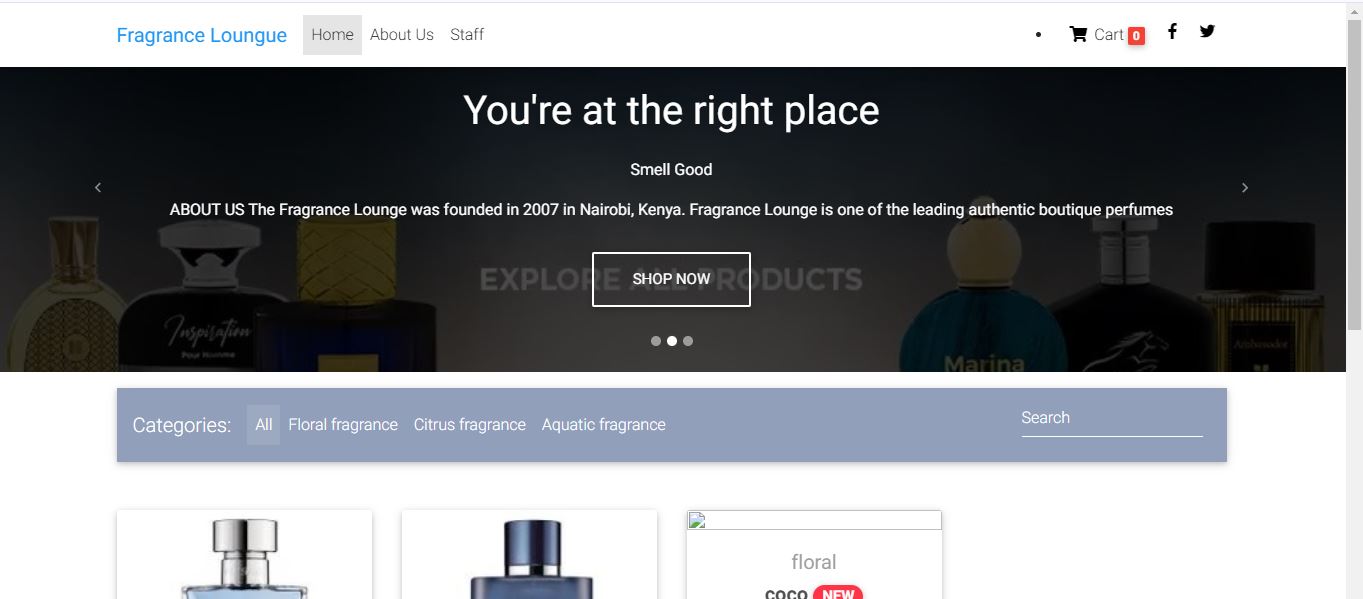 Fragrance Loungue Home About Us Staff Cart 0
You're at the right place
Smell Good
ABOUT US The Fragrance Lounge was founded in 2007 in Nairobi, Kenya. Fragrance Lounge is one of the leading authentic boutique perfumes
EXPLORE ALL PRODUCTS
SHOP NOW
Inspiration
Pour Homme
Marina
Ambassador
Categories: All Floral fragrance Citrus fragrance Aquatic fragrance Search
floral
coco NEW